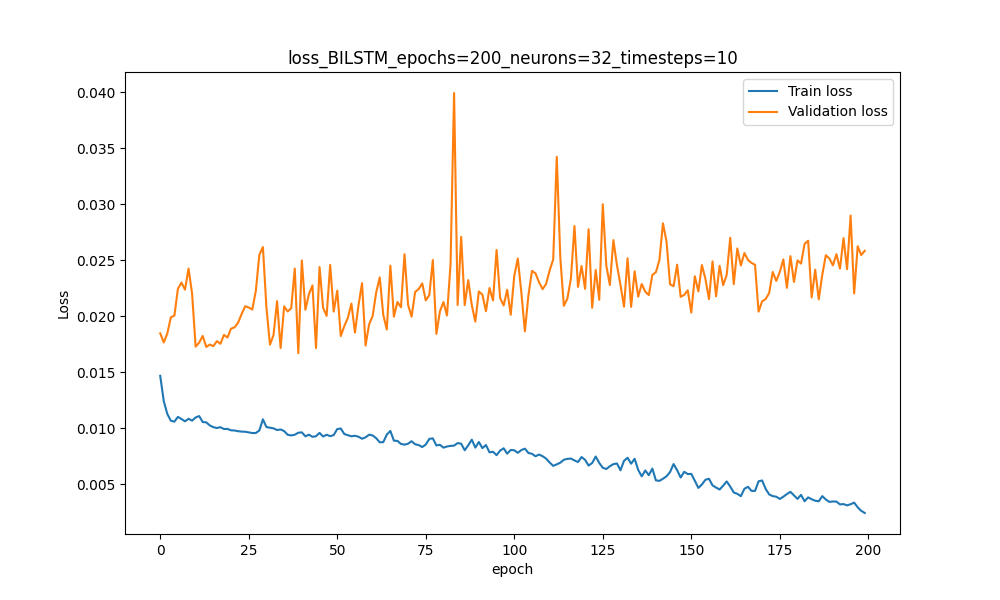 loss_BILSTM_epochs=200_neurons=32_timesteps=10
Train loss
Validation loss
0.040
0.035
0.030
0.025
0.020
0.015
0.010
0.005
Loss
0 25 50 75 100 125 150 175 200
epoch